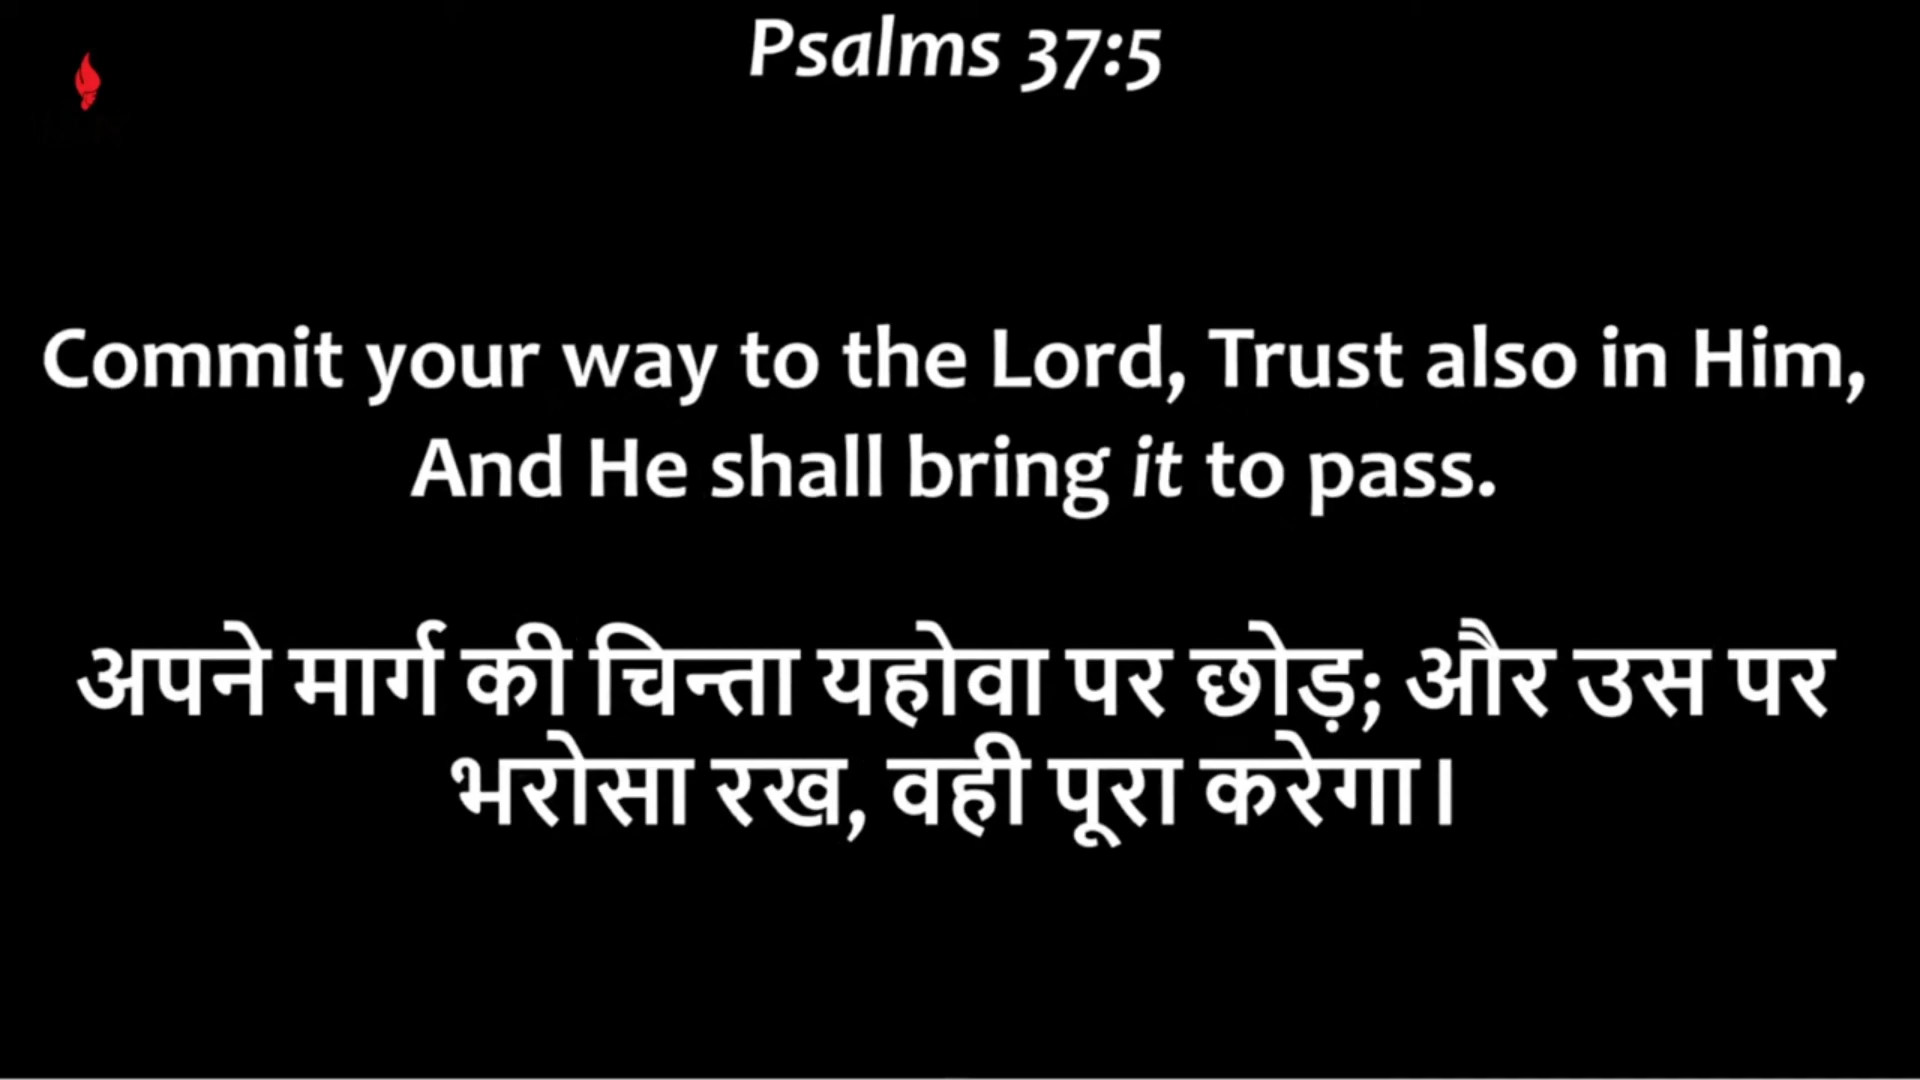 Psalms 37:5
Commit your way to the Lord, Trust also in Him,
And He shall bring it to pass.
अपने मार्ग की चिन्ता यहोवा पर छोड़; और उस पर
भरोसा रख, वही पूरा करेगा।